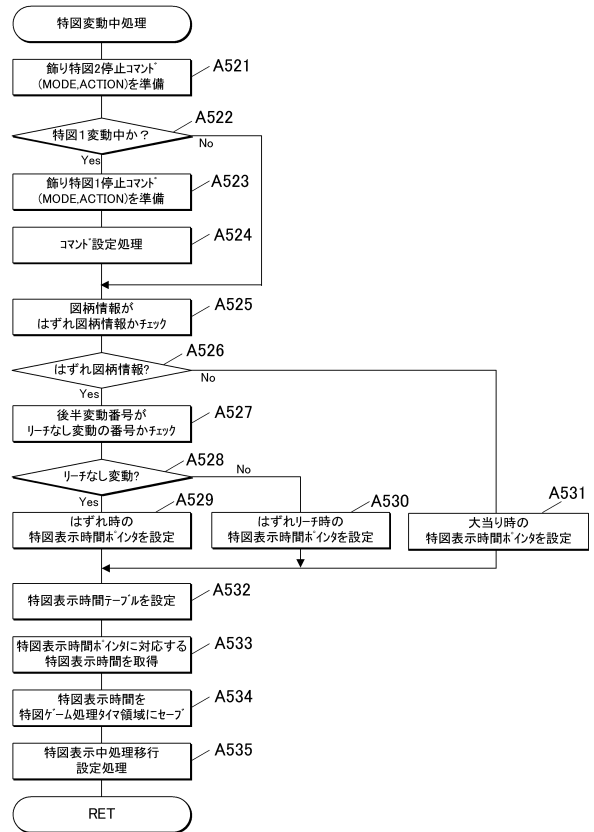 特図変動中処理
飾り特図2停止コマンド
(MODE,ACTION)を準備
A521
A522
特図1変動中か？
No
Yes
飾り特図1停止コマンド
(MODE,ACTION)を準備
A523
コマンド設定処理
A524
図柄情報が
はずれ図柄情報かチェック
A525
A526
はずれ図柄情報?
No
Yes
後半変動番号が
リーチなし変動の番号かチェック
A527
A528
リーチなし変動?
No
Yes
A529
A530
A531
はずれ時の
特図表示時間ポインタを設定
はずれリーチ時の
特図表示時間ポインタを設定
大当り時の
特図表示時間ポインタを設定
特図表示時間テーブルを設定
A532
特図表示時間ポインタに対応する
特図表示時間を取得
A533
特図表示時間を
特図ゲーム処理タイマ領域にセーブ
A534
特図表示中処理移行
設定処理
A535
RET